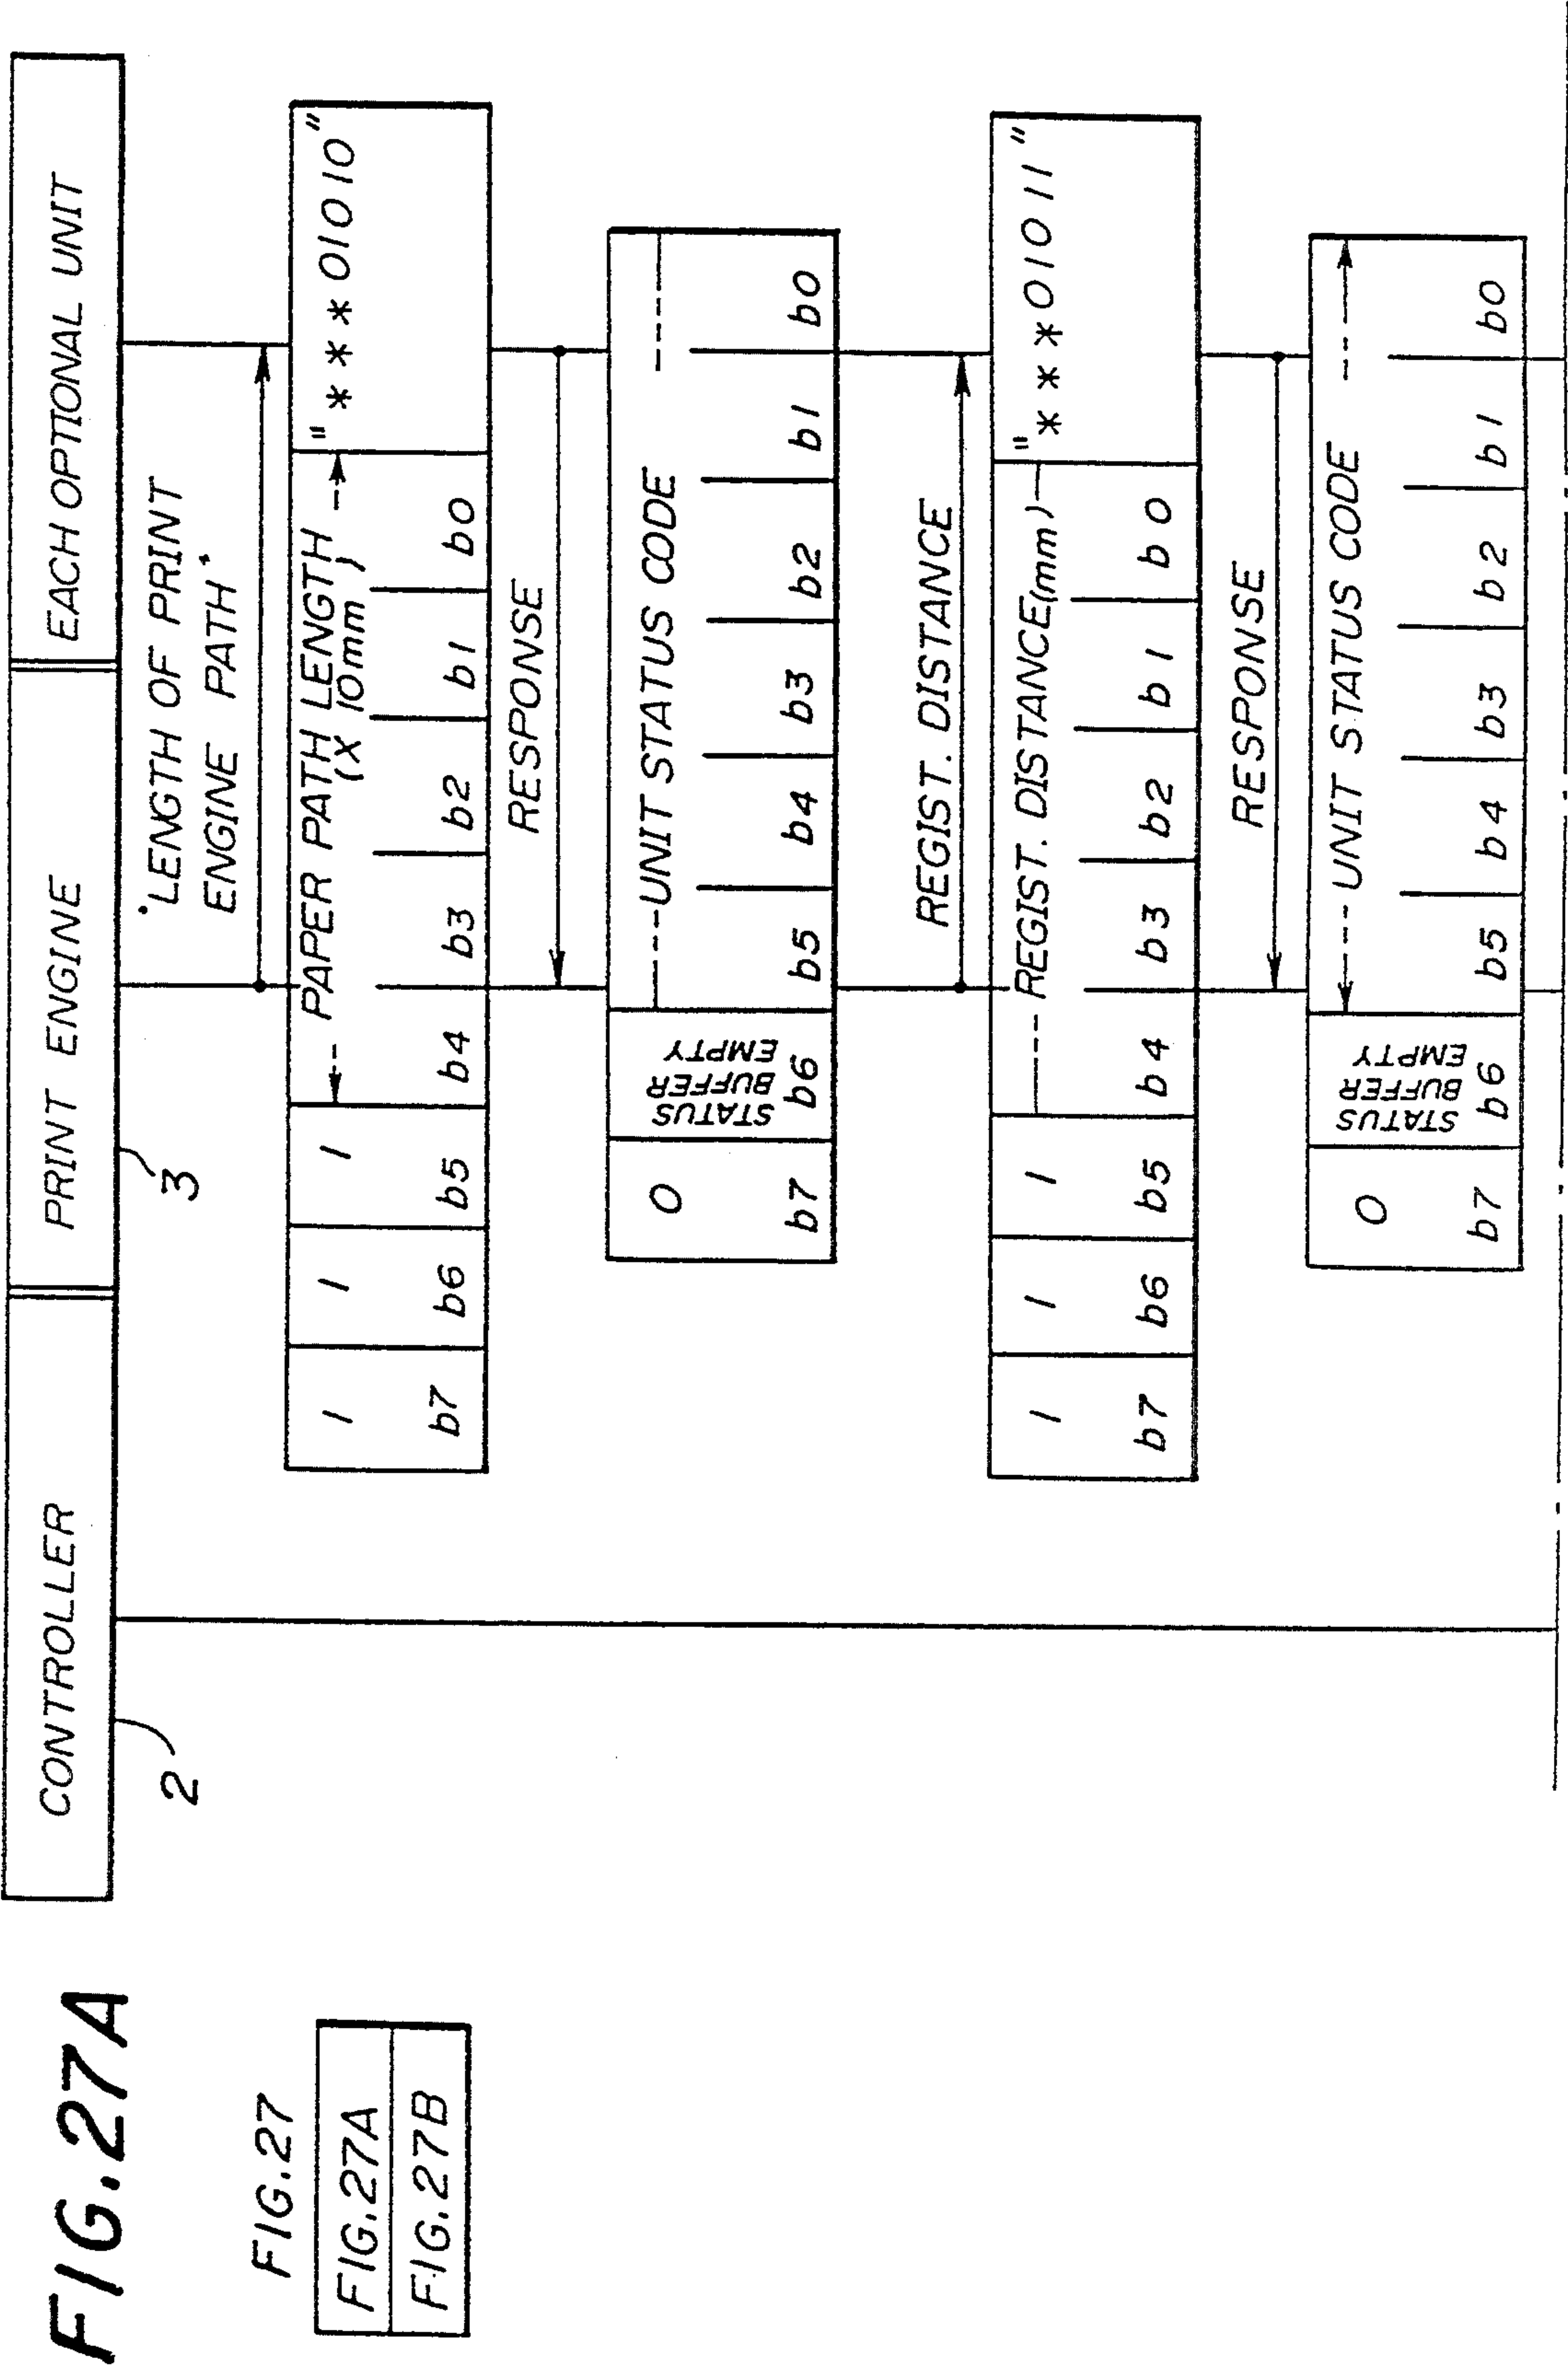 FIG.27A
FIG.27
FIG.27A
FIG.27B
CONTROLLER
PRINT ENGINE
EACH OPTIONAL UNIT
2
3
"LENGTH OF PRINT
ENGINE PATH"
1 1 1 PAPER PATH LENGTH "***01010"
(X 10mm)
b7 b6 b5 b4 b3 b2 b1 b0
RESPONSE
0 STATUS BUFFER EMPTY UNIT STATUS CODE
b7 b6 b5 b4 b3 b2 b1 b0
REGIST. DISTANCE
1 1 1 REGIST. DISTANCE(mm) "***01011"
b7 b6 b5 b4 b3 b2 b1 b0
RESPONSE
0 STATUS BUFFER EMPTY UNIT STATUS CODE
b7 b6 b5 b4 b3 b2 b1 b0